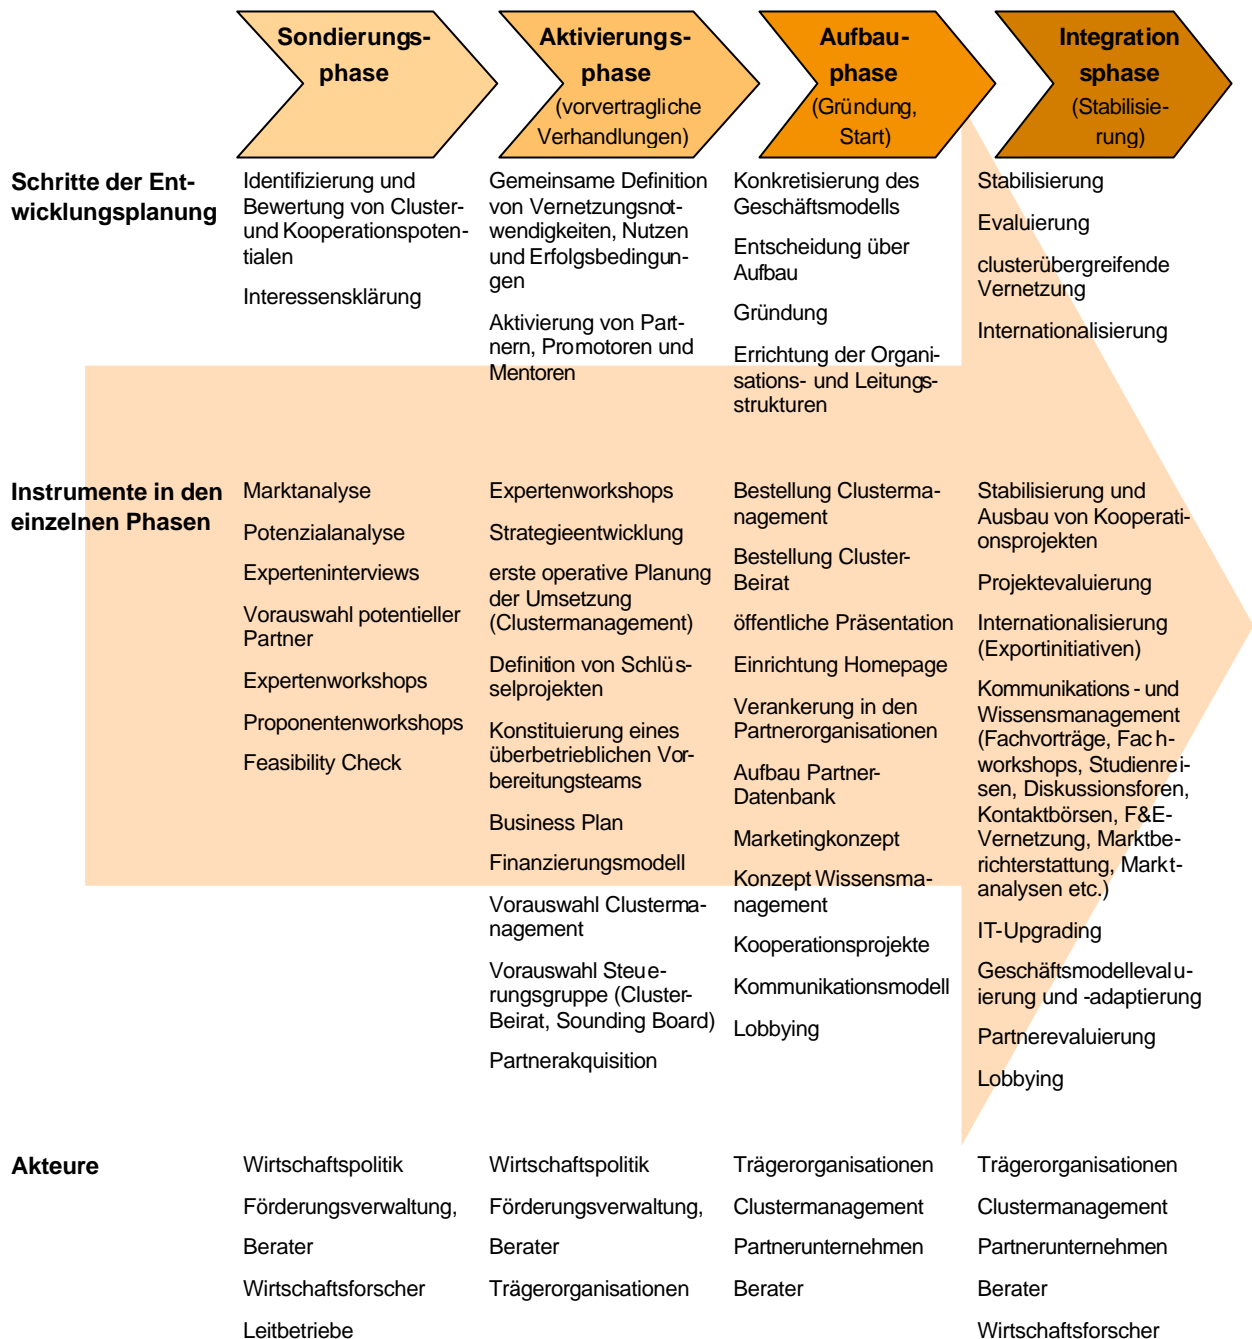 Sondierungs-
phase
Aktivierungs-
phase
(vorvertragliche
Verhandlungen)
Aufbau-
phase
(Gründung,
Start)
Integration
sphase
(Stabilisie-
rung)
Schritte der Ent-
wicklungsplanung
Identifizierung und
Bewertung von Cluster-
und Kooperationspoten-
tialen
Interessensklärung
Gemeinsame Definition
von Vernetzungsnot-
wendigkeiten, Nutzen
und Erfolgsbedingun-
gen
Aktivierung von Part-
nern, Promotoren und
Mentoren
Konkretisierung des
Geschäftsmodells
Entscheidung über
Aufbau
Gründung
Errichtung der Organi-
sations- und Leitungs-
strukturen
Stabilisierung
Evaluierung
clusterübergreifende
Vernetzung
Internationalisierung
Instrumente in den
einzelnen Phasen
Marktanalyse
Potenzialanalyse
Experteninterviews
Vorauswahl potentieller
Partner
Expertenworkshops
Proponentenworkshops
Feasibility Check
Expertenworkshops
Strategieentwicklung
erste operative Planung
der Umsetzung
(Clustermanagement)
Definition von Schlüs-
selprojekten
Konstituierung eines
überbetrieblichen Vor-
bereitungsteams
Business Plan
Finanzierungsmodell
Vorauswahl Clusterma-
nagement
Vorauswahl Steue-
rungsgruppe (Cluster-
Beirat, Sounding Board)
Partnerakquisition
Bestellung Clusterma-
nagement
Bestellung Cluster-
Beirat
öffentliche Präsentation
Einrichtung Homepage
Verankerung in den
Partnerorganisationen
Aufbau Partner-
Datenbank
Marketingkonzept
Konzept Wissensma-
nagement
Kooperationsprojekte
Kommunikationsmodell
Lobbying
Stabilisierung und
Ausbau von Kooperati-
onsprojekten
Projektevaluierung
Internationalisierung
(Exportinitiativen)
Kommunikations - und
Wissensmanagement
(Fachvorträge, Fach-
workshops, Studienrei-
sen, Diskussionsforen,
Kontaktbörsen, F&E-
Vernetzung, Marktbe-
richterstattung, Markt-
analysen etc.)
IT-Upgrading
Geschäftsmodellevalu-
ierung und -adaptierung
Partnerevaluierung
Lobbying
Akteure
Wirtschaftspolitik
Förderungsverwaltung,
Berater
Wirtschaftsforscher
Leitbetriebe
Wirtschaftspolitik
Förderungsverwaltung,
Berater
Trägerorganisationen
Trägerorganisationen
Clustermanagement
Partnerunternehmen
Berater
Trägerorganisationen
Clustermanagement
Partnerunternehmen
Berater
Wirtschaftsforscher